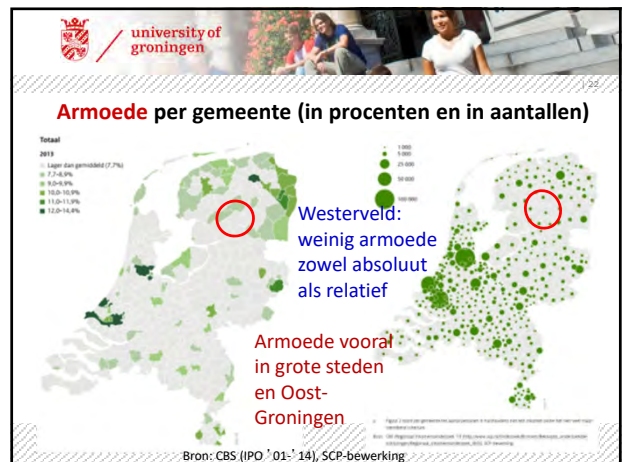 university of
groningen
| 22
Armoede per gemeente (in procenten en in aantallen)
Totaal
2013
Lager dan gemiddeld (7,7%)
7,7–8,9%
9,0–9,9%
10,0–10,9%
11,0–11,9%
12,0–14,4%
1 000
5 000
25 000
50 000
100 000
Westerveld:
weinig armoede
zowel absoluut
als relatief
Armoede vooral
in grote steden
en Oost-
Groningen
Bron: CBS (IPO '01-'14), SCP-bewerking